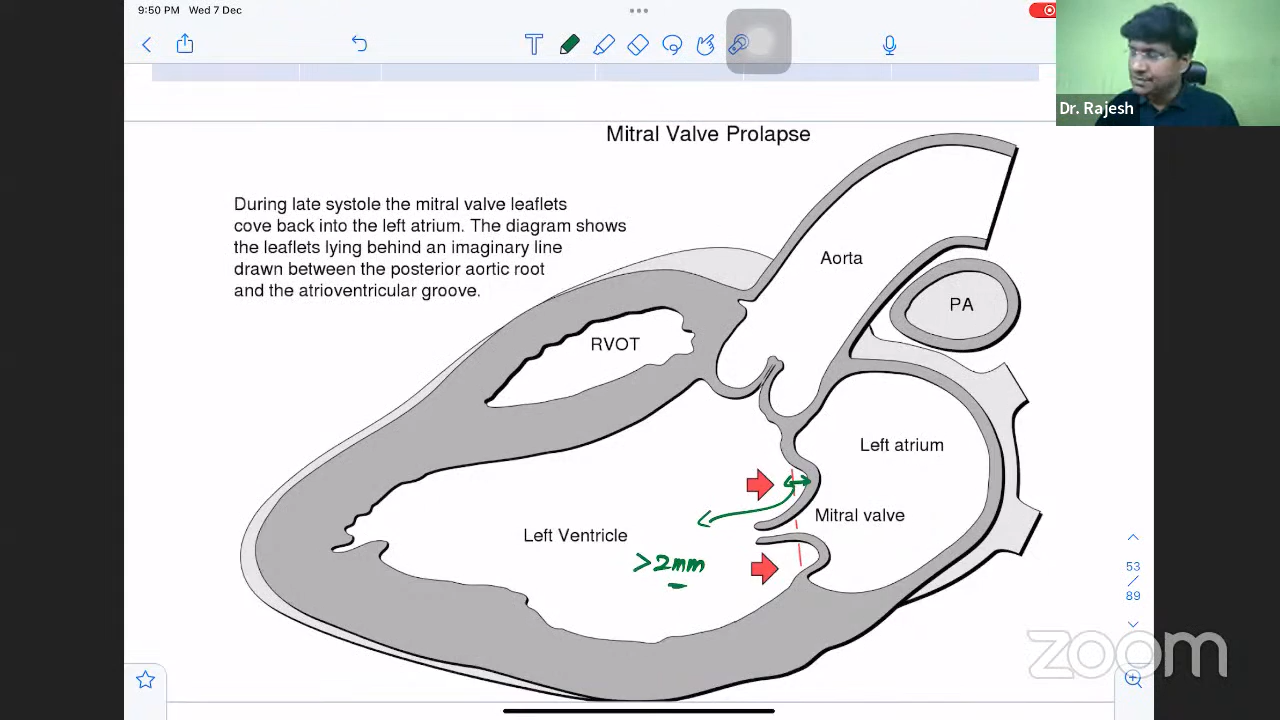 9:50 PM Wed 7 Dec
T
Dr. Rajesh
Mitral Valve Prolapse
During late systole the mitral valve leaflets
cove back into the left atrium. The diagram shows
the leaflets lying behind an imaginary line
drawn between the posterior aortic root
and the atrioventricular groove.
Aorta
PA
RVOT
Left atrium
Mitral valve
Left Ventricle
>2mm
53
/
89
zoom